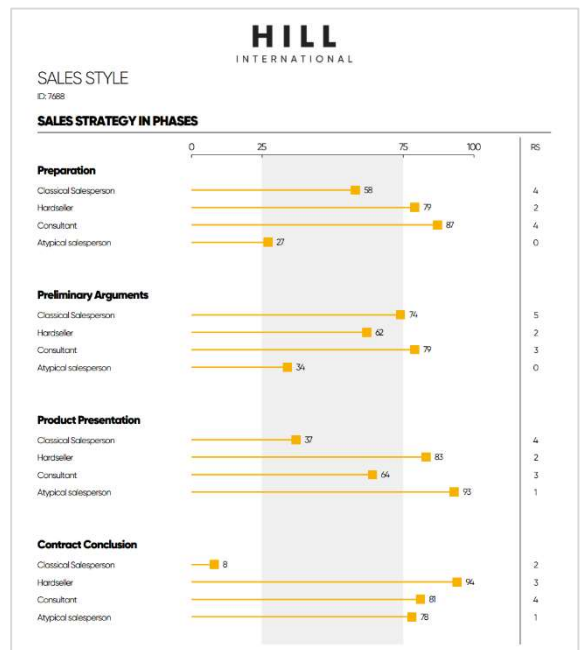 HILL
INTERNATIONAL
SALES STYLE
ID: 7688
SALES STRATEGY IN PHASES
0 25 75 100 RS
Preparation
Classical Salesperson 58 4
Hardseller 79 2
Consultant 87 4
Atypical salesperson 27 0
Preliminary Arguments
Classical Salesperson 74 5
Hardseller 62 2
Consultant 79 3
Atypical salesperson 34 0
Product Presentation
Classical Salesperson 37 4
Hardseller 83 2
Consultant 64 3
Atypical salesperson 93 1
Contract Conclusion
Classical Salesperson 8 2
Hardseller 94 3
Consultant 81 4
Atypical salesperson 78 1